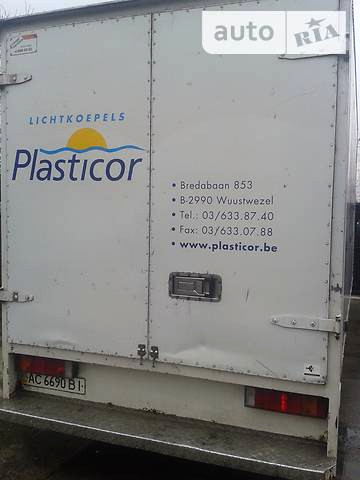 auto RIA
LICHTKOEPELS
Plasticor
• Bredabaan 853
• B-2990 Wuustwezel
• Tel.: 03/633.87.40
• Fax: 03/633.07.88
• www.plasticor.be
AC 6690 BI